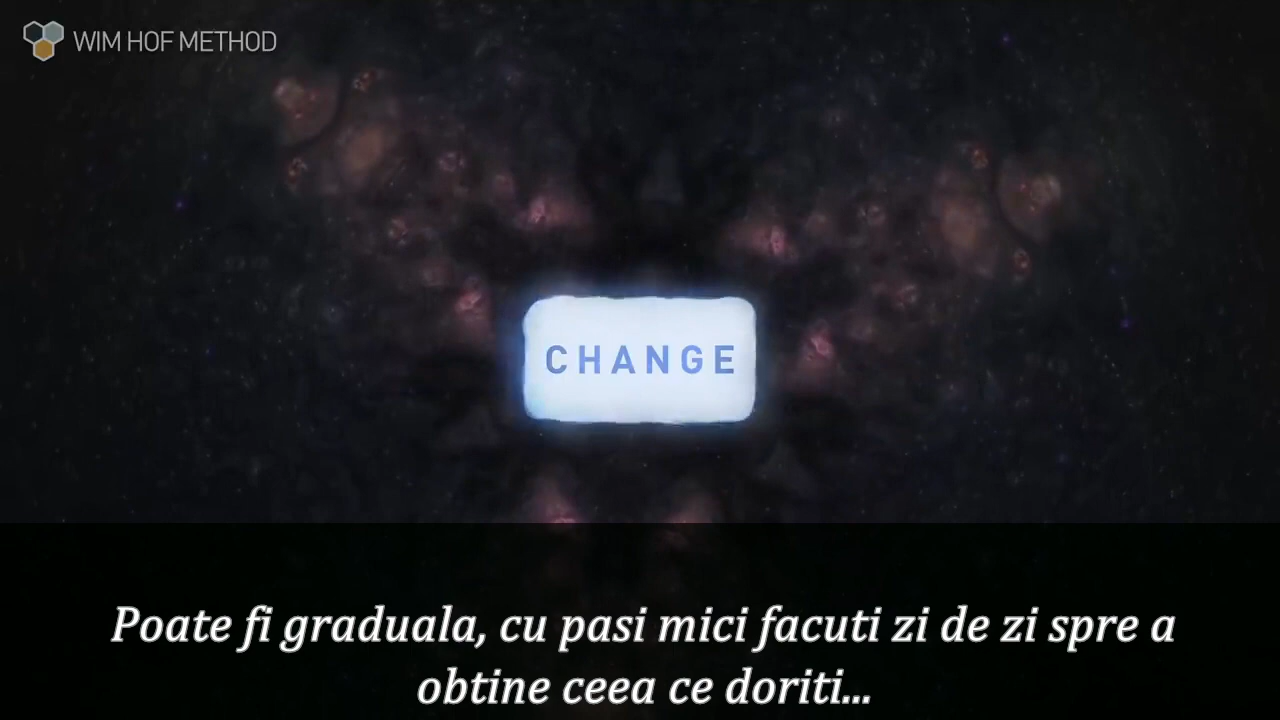 WIM HOF METHOD
CHANGE
Poate fi graduala, cu pasi mici facuti zi de zi spre a
obtine ceea ce doriti...